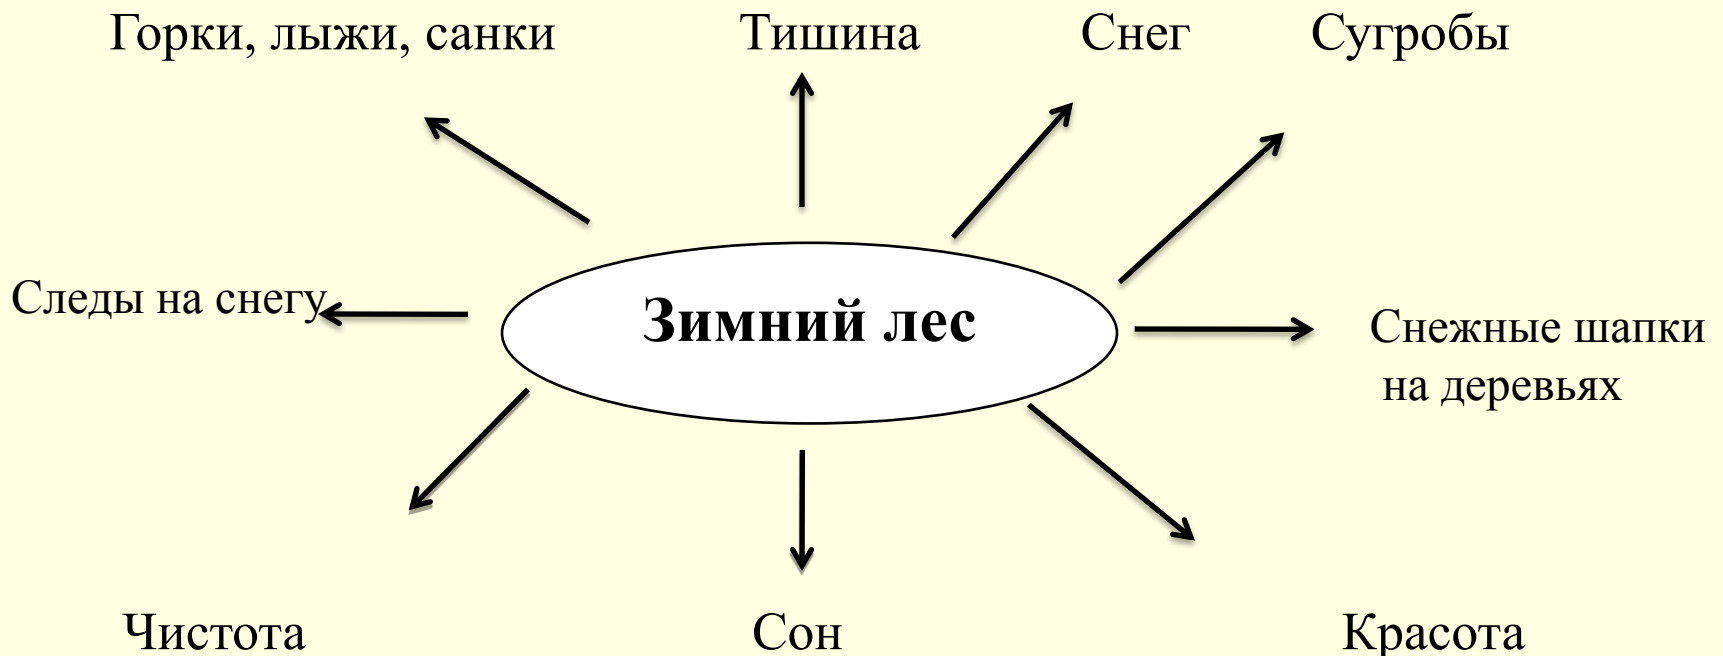 Горки, лыжи, санки
Тишина
Снег
Сугробы
Следы на снегу
Зимний лес
Снежные шапки
на деревьях
Чистота
Сон
Красота